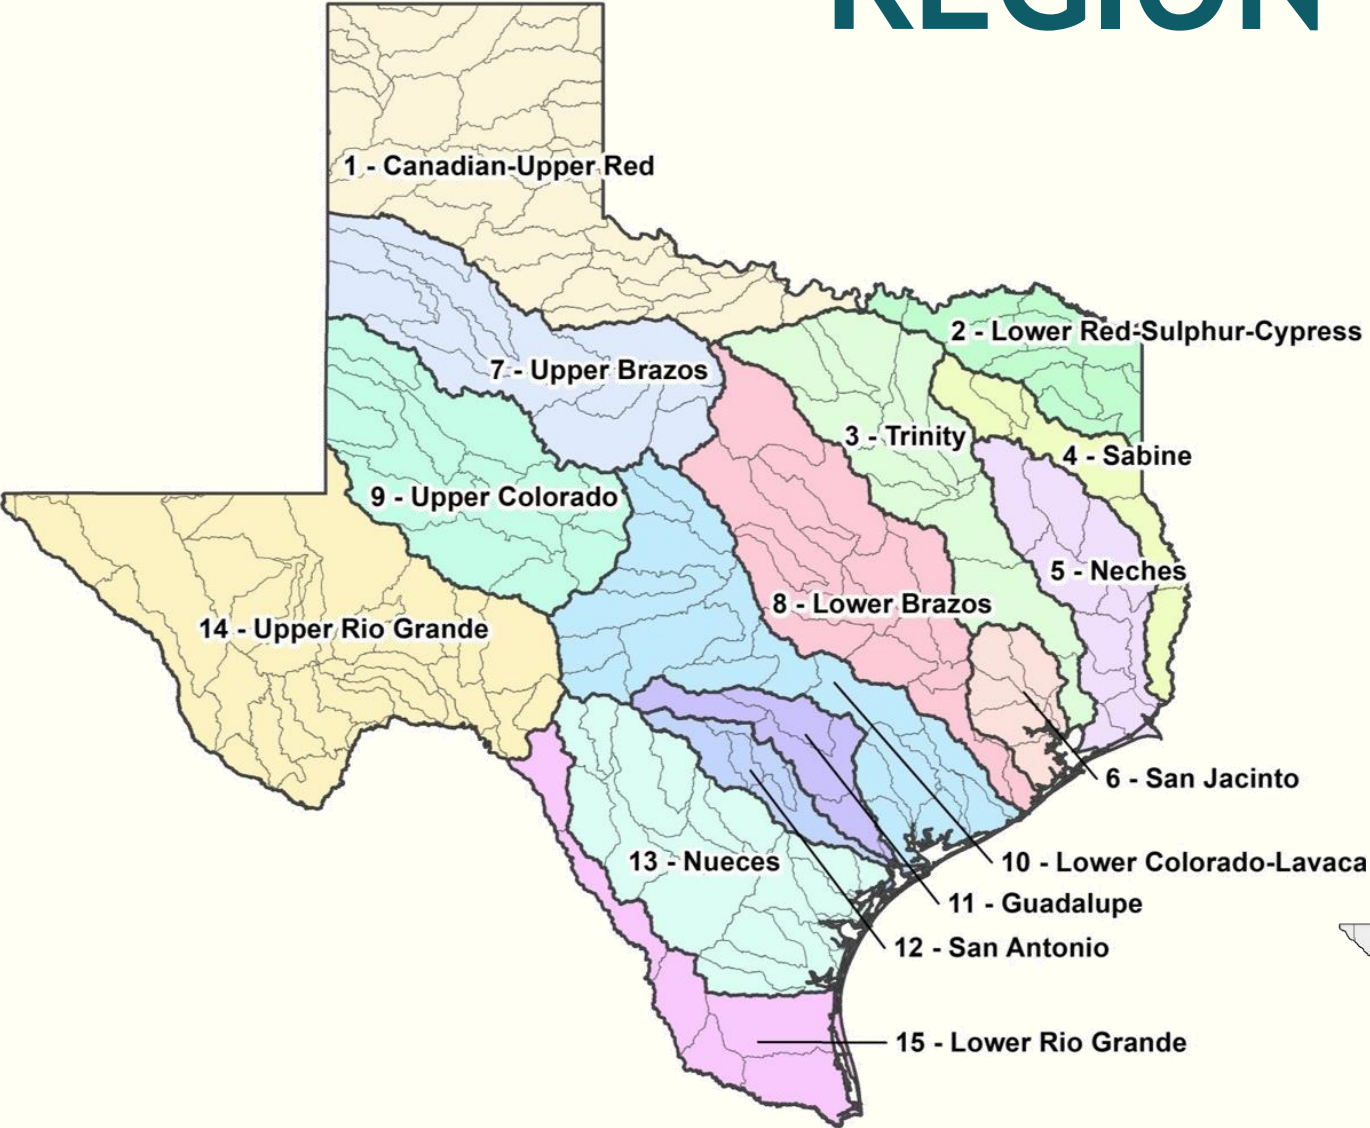 REGION
1 - Canadian-Upper Red
2 - Lower Red-Sulphur-Cypress
7 - Upper Brazos
3 - Trinity
4 - Sabine
9 - Upper Colorado
5 - Neches
8 - Lower Brazos
14 - Upper Rio Grande
6 - San Jacinto
13 - Nueces
10 - Lower Colorado-Lavaca
11 - Guadalupe
12 - San Antonio
15 - Lower Rio Grande